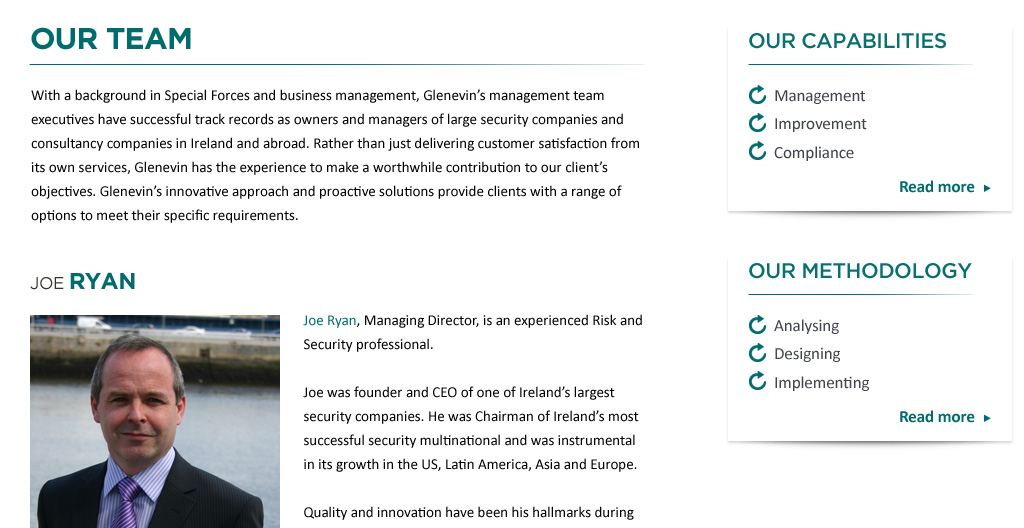 OUR TEAM
With a background in Special Forces and business management, Glenevin’s management team
executives have successful track records as owners and managers of large security companies and
consultancy companies in Ireland and abroad. Rather than just delivering customer satisfaction from
its own services, Glenevin has the experience to make a worthwhile contribution to our client’s
objectives. Glenevin’s innovative approach and proactive solutions provide clients with a range of
options to meet their specific requirements.
JOE RYAN
Joe Ryan, Managing Director, is an experienced Risk and
Security professional.
Joe was founder and CEO of one of Ireland’s largest
security companies. He was Chairman of Ireland’s most
successful security multinational and was instrumental
in its growth in the US, Latin America, Asia and Europe.
Quality and innovation have been his hallmarks during
OUR CAPABILITIES
Management
Improvement
Compliance
Read more
OUR METHODOLOGY
Analysing
Designing
Implementing
Read more